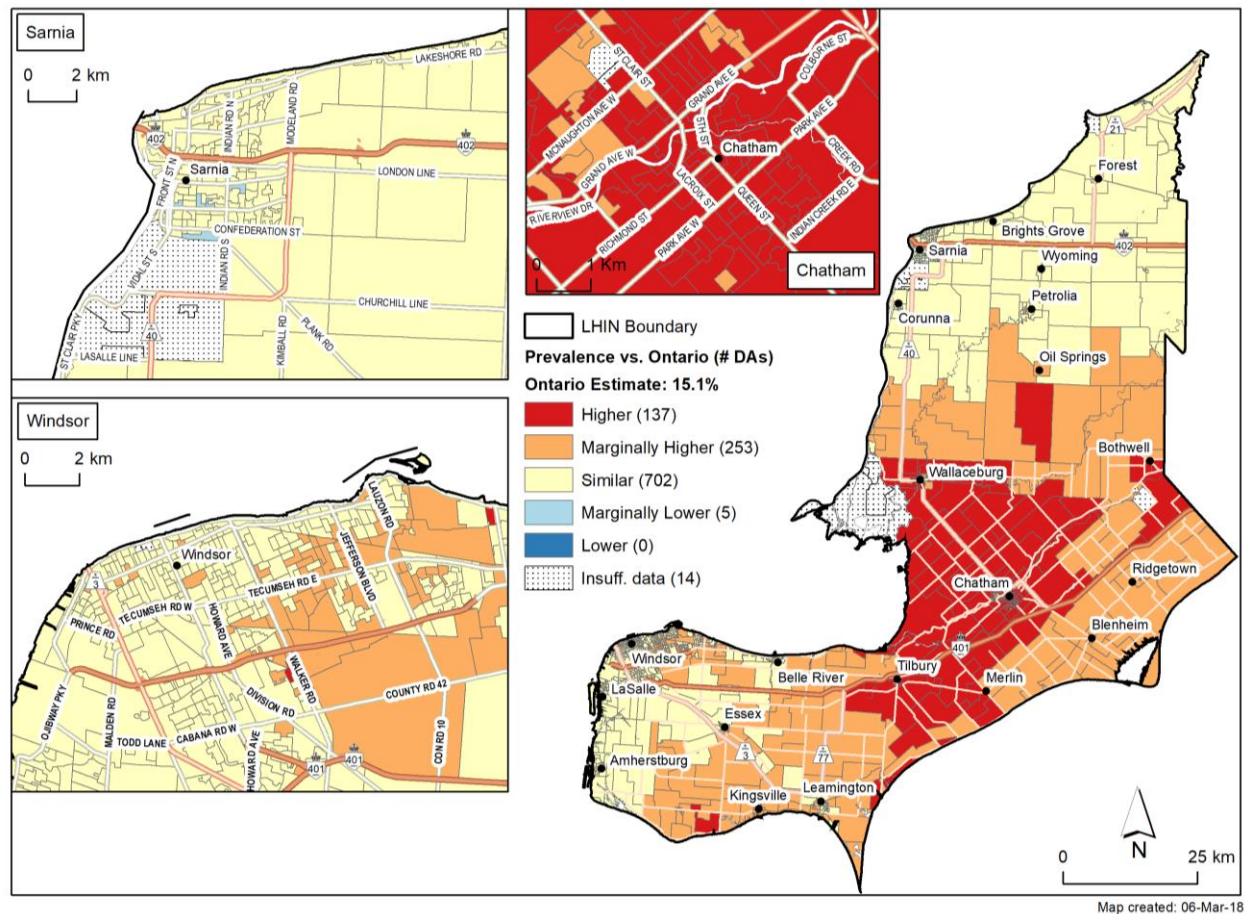 Sarnia
0 2 km
LAKESHORE RD
INDIAN RD N
MODELAND RD
402
402
FRONT ST N
Sarnia
LONDON LINE
CONFEDERATION ST
VIDAL ST S
INDIAN RD S
CHURCHILL LINE
ST CLAIR PKY
40
KIMBALL RD
PLANK RD
LASALLE LINE
ST CLAIR ST
COLBORNE ST
GRAND AVE E
MCNAUGHTON AVE W
5TH ST
PARK AVE E
Chatham
CREEK RD
GRAND AVE W
LACROIX ST
QUEEN ST
RIVERVIEW DR
RICHMOND ST
PARK AVE W
INDIAN CREEK RD E
0 1 Km
Chatham
LHIN Boundary
Prevalence vs. Ontario (# DAs)
Ontario Estimate: 15.1%
Higher (137)
Marginally Higher (253)
Similar (702)
Marginally Lower (5)
Lower (0)
Insuff. data (14)
Windsor
0 2 km
LAUZON RD
JEFFERSON BLVD
Windsor
3
TECUMSEH RD E
TECUMSEH RD W
PRINCE RD
HOWARD AVE
WALKER RD
COUNTY RD 42
DIVISION RD
OJIBWAY PKY
MALDEN RD
CABANA RD W
TODD LANE
HOWARD AVE
401
401
CON RD 10
21
Forest
Brights Grove
402
Sarnia
Wyoming
Petrolia
Corunna
40
Oil Springs
Bothwell
Wallaceburg
Ridgetown
Chatham
Blenheim
401
Windsor
Tilbury
Belle River
Merlin
LaSalle
Essex
3
77
Amherstburg
Leamington
Kingsville
N
0 25 km
Map created: 06-Mar-18